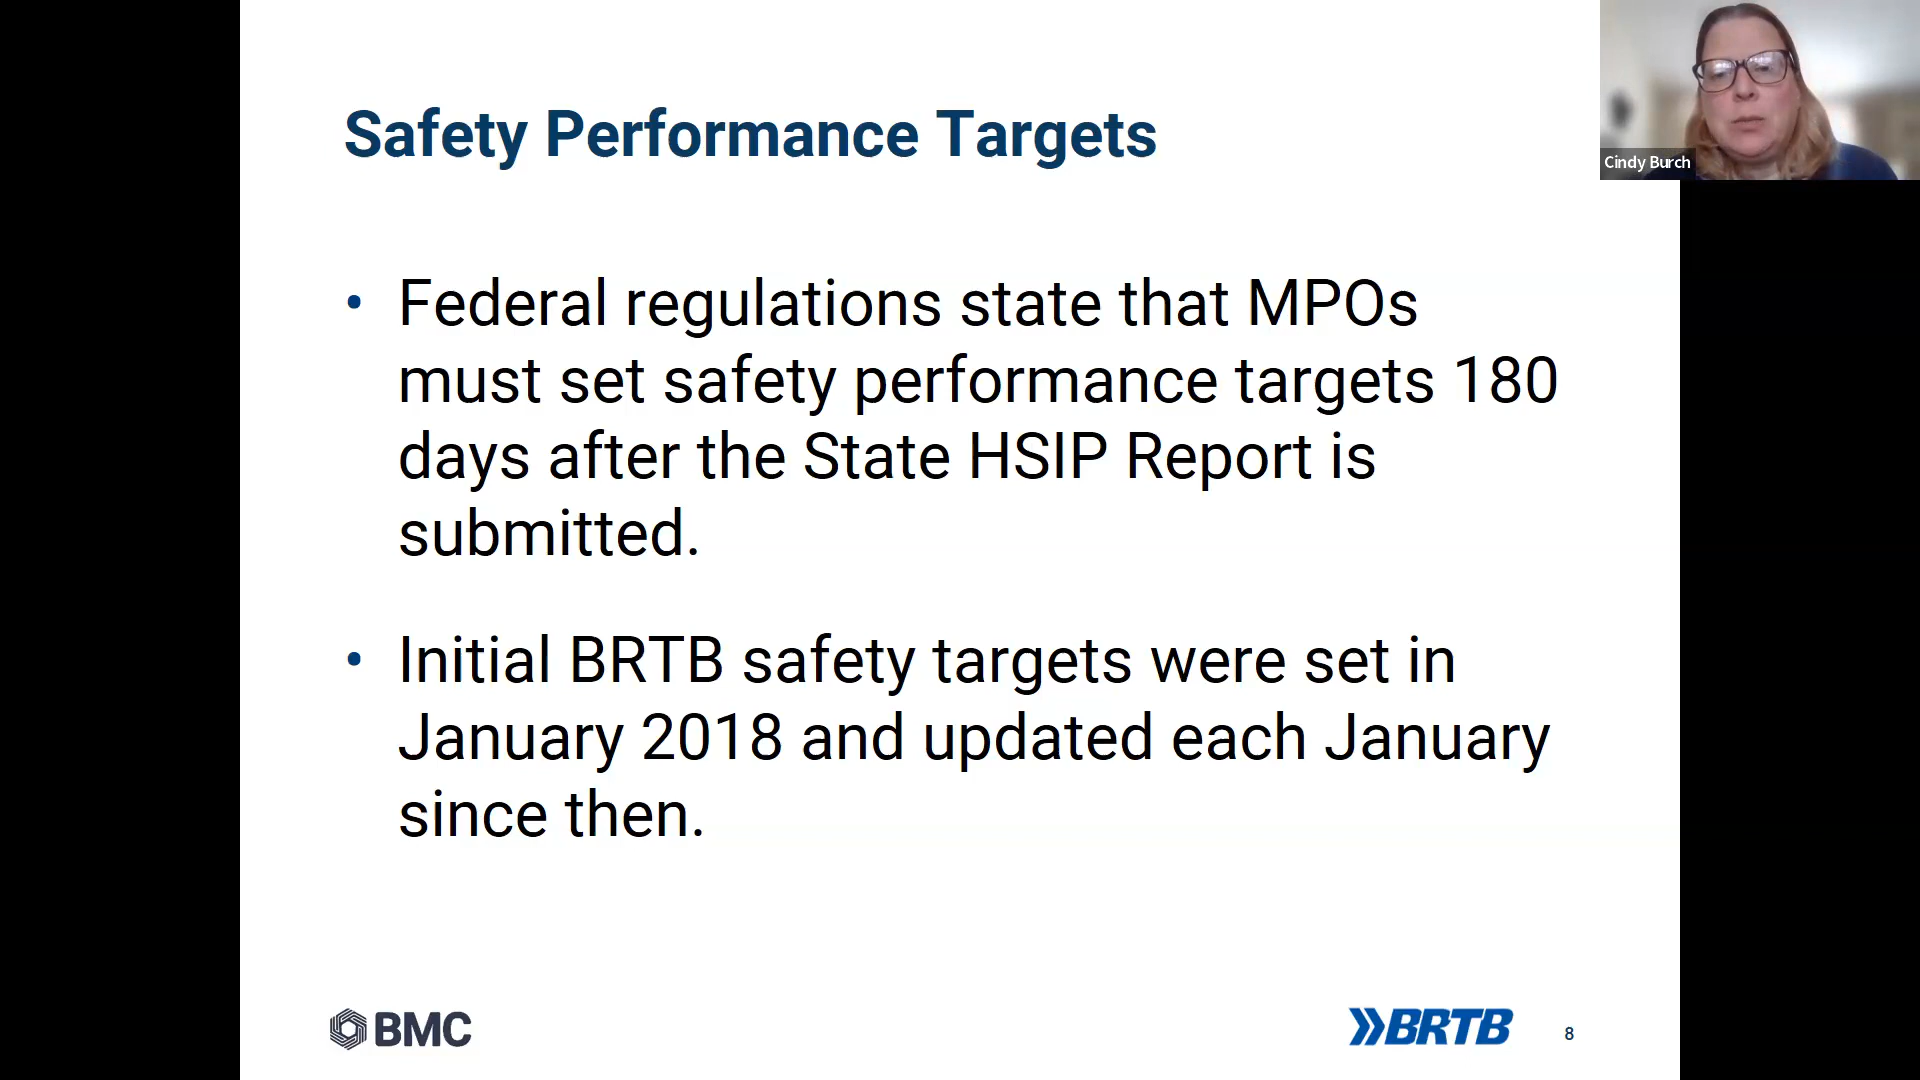 Safety Performance Targets
Cindy Burch
• Federal regulations state that MPOs
must set safety performance targets 180
days after the State HSIP Report is
submitted.
• Initial BRTB safety targets were set in
January 2018 and updated each January
since then.
BMC
BRTB
8